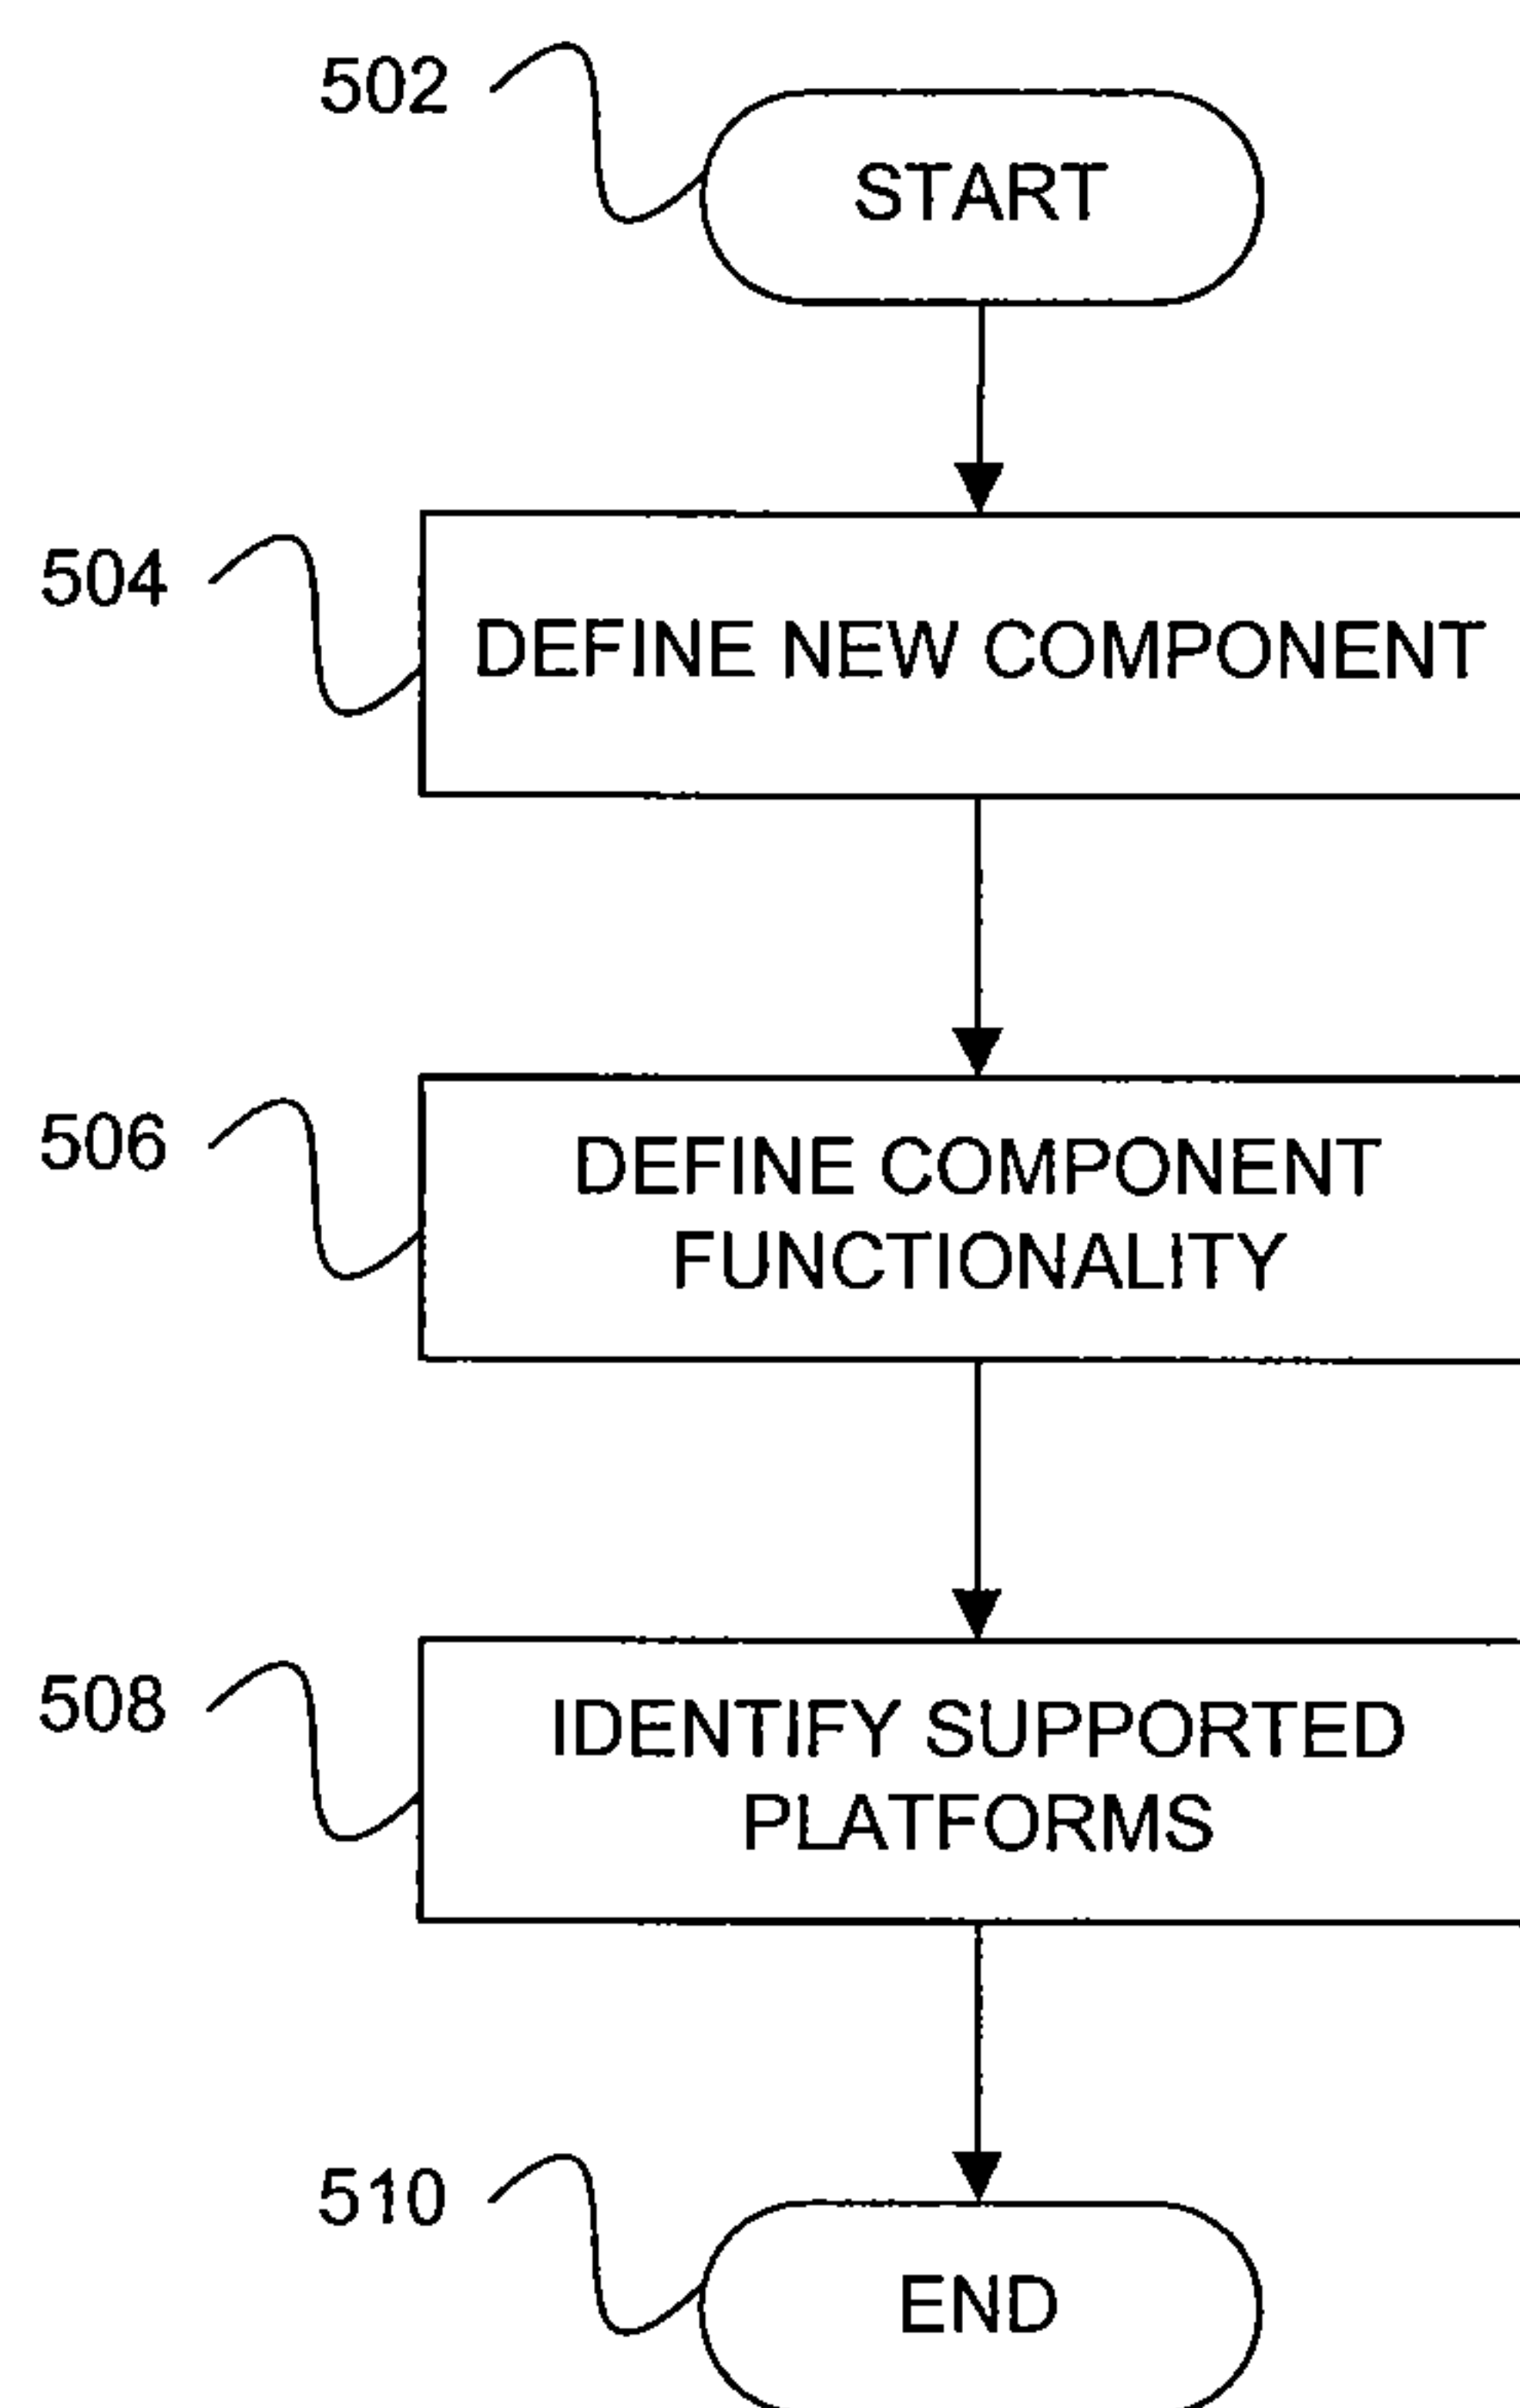 502
START
504
DEFINE NEW COMPONENT
506
DEFINE COMPONENT
FUNCTIONALITY
508
IDENTIFY SUPPORTED
PLATFORMS
510
END